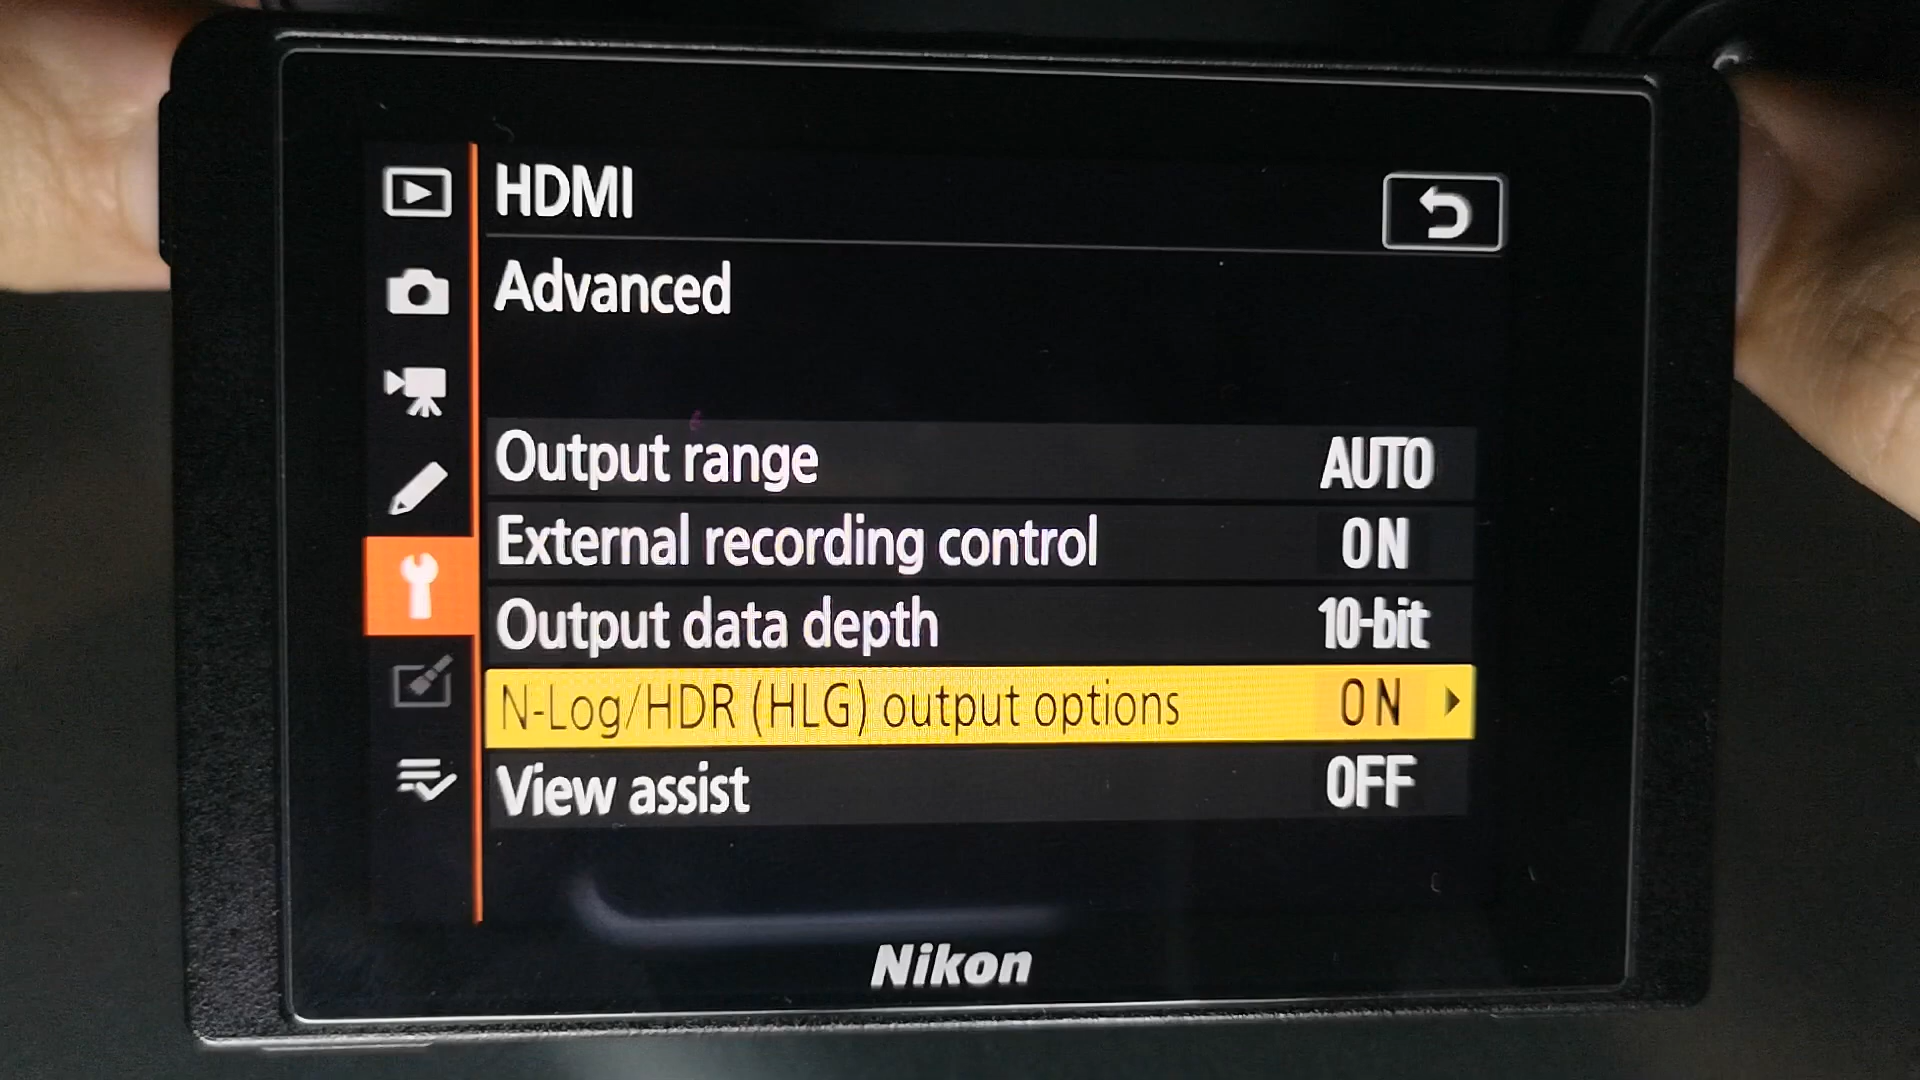 HDMI
Advanced
Output range AUTO
External recording control ON
Output data depth 10-bit
N-Log/HDR (HLG) output options ON
View assist OFF
Nikon